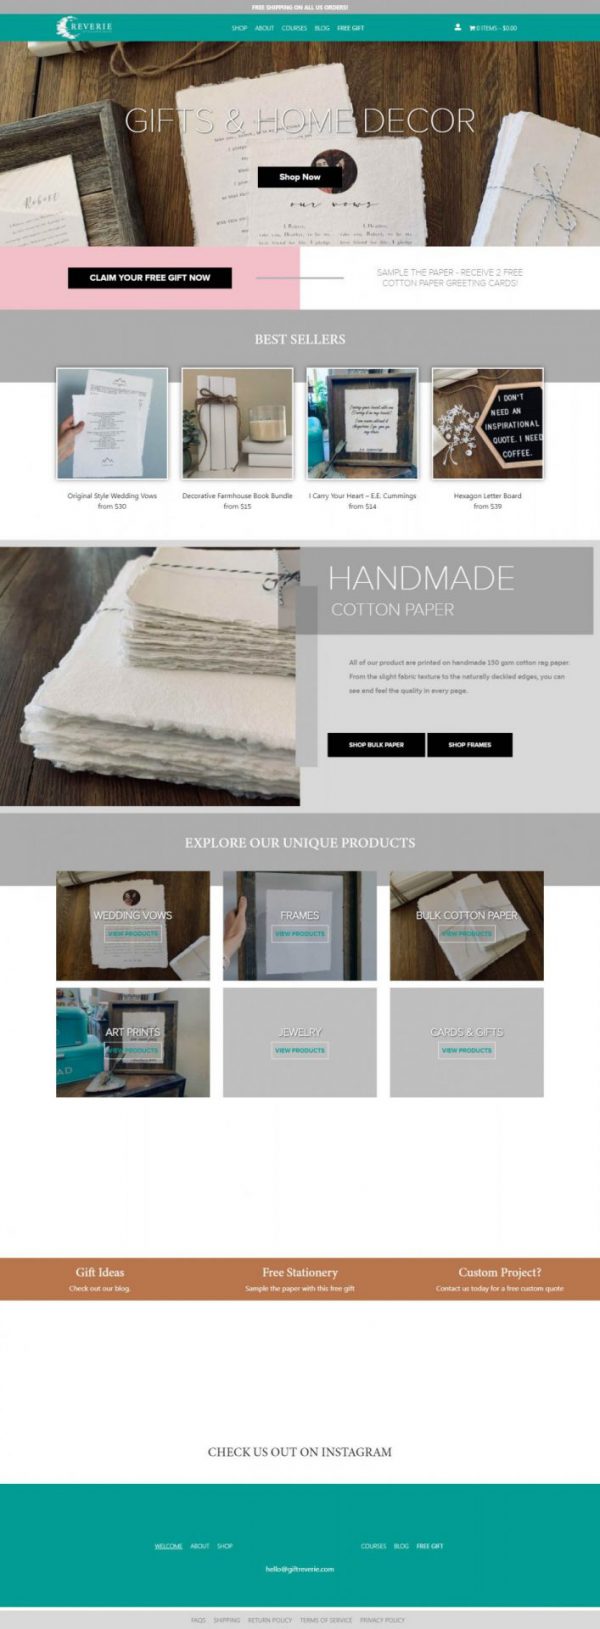 FREE SHIPPING ON ALL US ORDERS!
REVERIE
SHOP ABOUT COURSES BLOG FREE GIFT
0 ITEMS - $0.00
GIFTS & HOME DECOR
Shop Now
Robert
our vows
CLAIM YOUR FREE GIFT NOW
SAMPLE THE PAPER - RECEIVE 2 FREE
COTTON PAPER GREETING CARDS!
BEST SELLERS
I DON'T
NEED AN
INSPIRATIONAL
QUOTE. I NEED
COFFEE.
Original Style Wedding Vows
from $30
Decorative Farmhouse Book Bundle
from $15
I Carry Your Heart – E.E. Cummings
from $14
Hexagon Letter Board
from $39
HANDMADE
COTTON PAPER
All of our product are printed on handmade 150 gsm cotton rag paper.
From the slight fabric texture to the naturally deckled edges, you can
see and feel the quality in every page.
SHOP BULK PAPER
SHOP FRAMES
EXPLORE OUR UNIQUE PRODUCTS
WEDDING VOWS
VIEW PRODUCTS
FRAMES
VIEW PRODUCTS
BULK COTTON PAPER
VIEW PRODUCTS
ART PRINTS
VIEW PRODUCTS
JEWELRY
VIEW PRODUCTS
CARDS & GIFTS
VIEW PRODUCTS
Gift Ideas
Check out our blog.
Free Stationery
Sample the paper with this free gift
Custom Project?
Contact us today for a free custom quote
CHECK US OUT ON INSTAGRAM
WELCOME ABOUT SHOP
COURSES BLOG FREE GIFT
hello@giftreverie.com
FAQS SHIPPING RETURN POLICY TERMS OF SERVICE PRIVACY POLICY